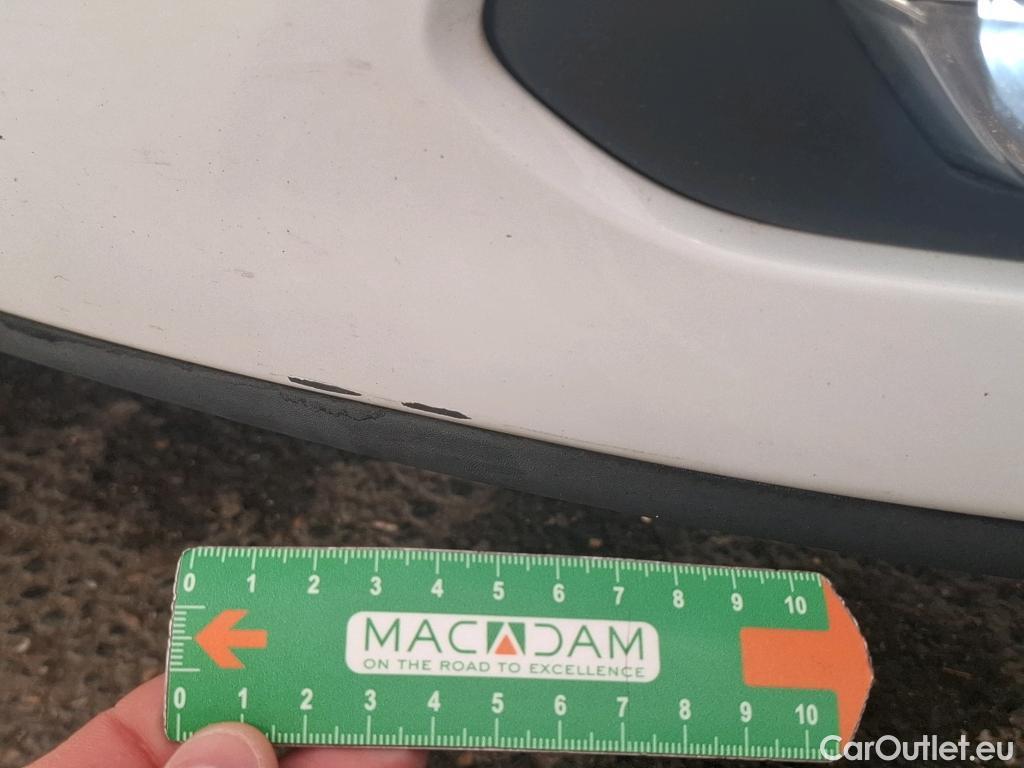 0 1 2 3 4 5 6 7 8 9 10
MACADAM
ON THE ROAD TO EXCELLENCE
0 1 2 3 4 5 6 7 8 9 10
CarOutlet.eu